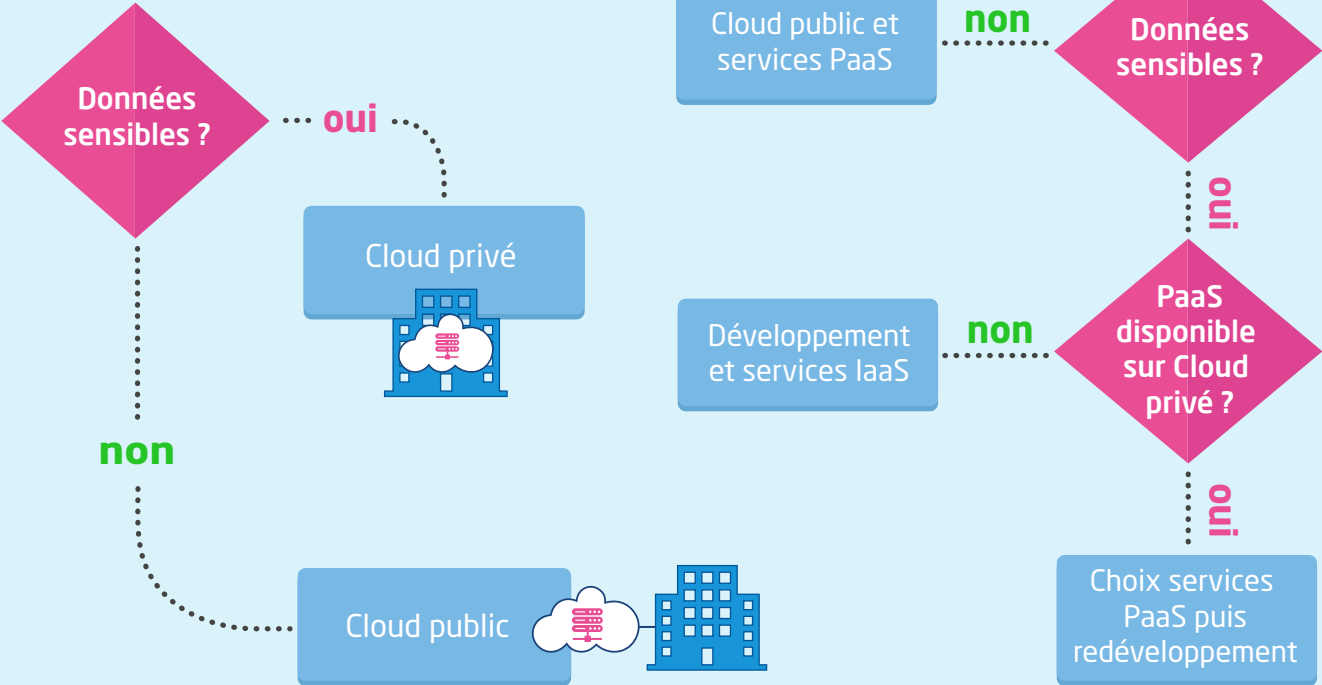 Données
sensibles ?
oui
Cloud privé
non
Cloud public
Cloud public et
services PaaS
non
Données
sensibles ?
oui
PaaS
disponible
sur Cloud
privé ?
non
Développement
et services IaaS
oui
Choix services
PaaS puis
redéveloppement